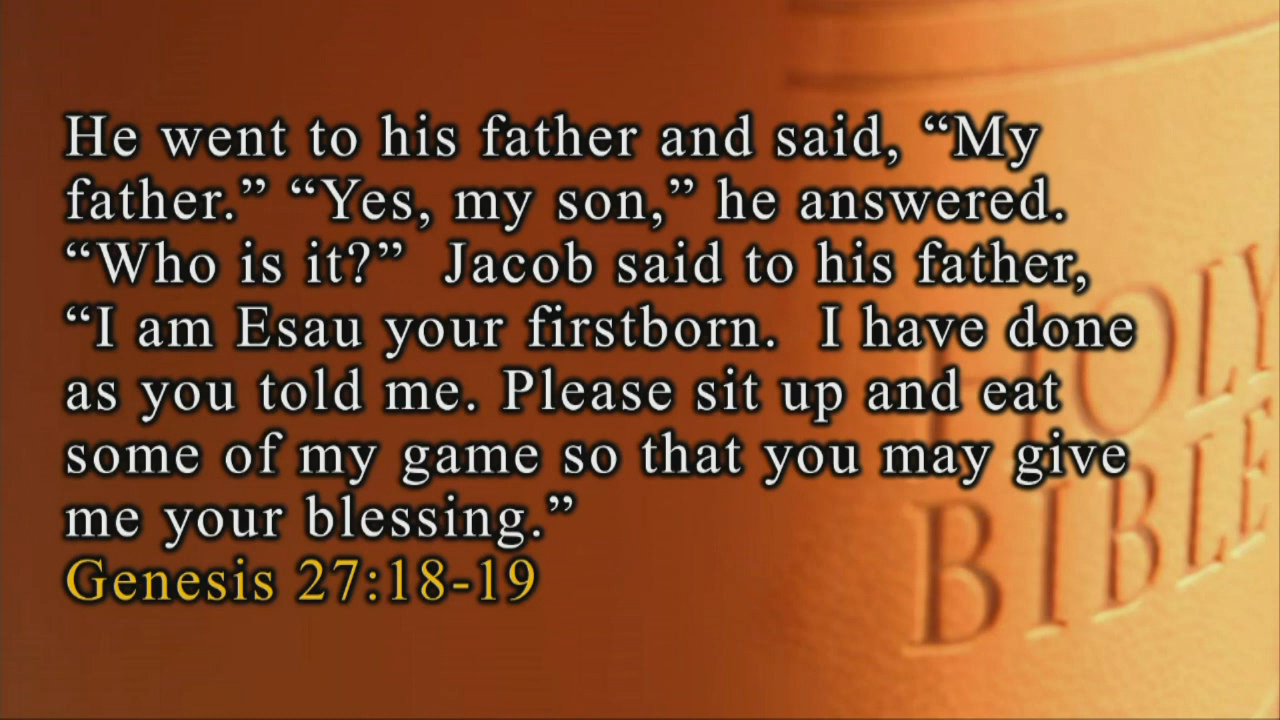 He went to his father and said, “My
father.” “Yes, my son,” he answered.
“Who is it?”  Jacob said to his father,
“I am Esau your firstborn.  I have done
as you told me. Please sit up and eat
some of my game so that you may give
me your blessing.”
Genesis 27:18-19
HOLY
BIBLE